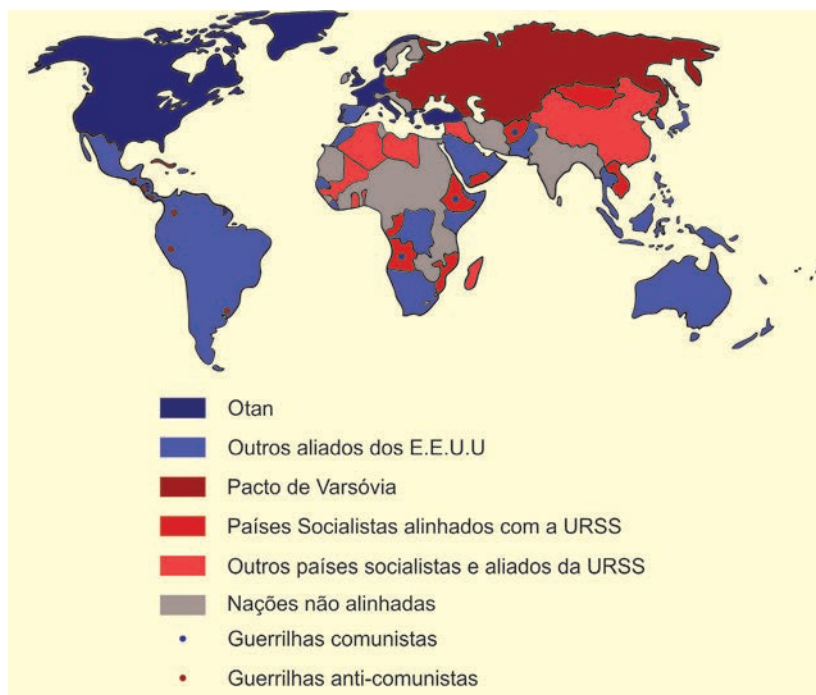 Otan
Outros aliados dos E.E.U.U
Pacto de Varsóvia
Países Socialistas alinhados com a URSS
Outros países socialistas e aliados da URSS
Nações não alinhadas
Guerrilhas comunistas
Guerrilhas anti-comunistas